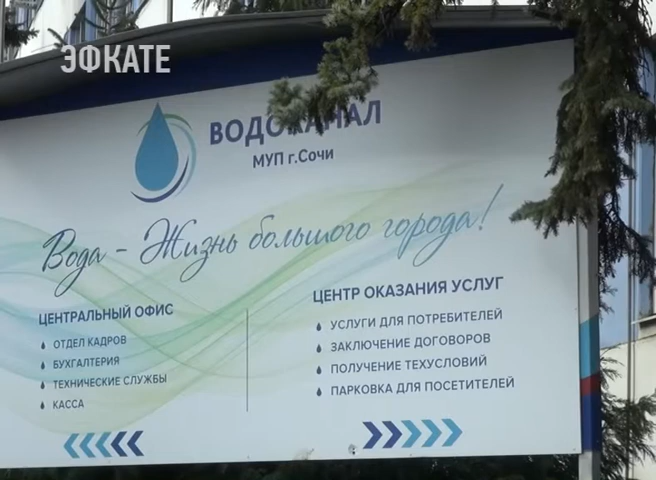 ЭФКАТЕ
ВОДОКАНАЛ
МУП г.Сочи
Вода - Жизнь большого города!
ЦЕНТРАЛЬНЫЙ ОФИС
ОТДЕЛ КАДРОВ
БУХГАЛТЕРИЯ
ТЕХНИЧЕСКИЕ СЛУЖБЫ
КАССА
ЦЕНТР ОКАЗАНИЯ УСЛУГ
УСЛУГИ ДЛЯ ПОТРЕБИТЕЛЕЙ
ЗАКЛЮЧЕНИЕ ДОГОВОРОВ
ПОЛУЧЕНИЕ ТЕХУСЛОВИЙ
ПАРКОВКА ДЛЯ ПОСЕТИТЕЛЕЙ